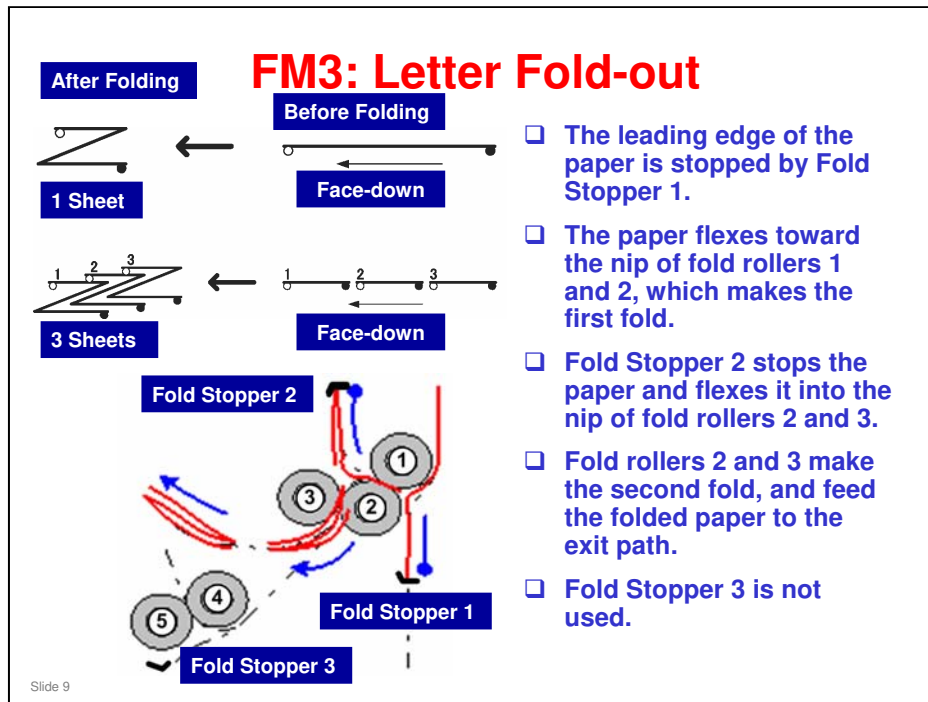 FM3: Letter Fold-out
After Folding
Before Folding
Face-down
1 Sheet
1 2 3
1 2 3
Face-down
3 Sheets
Fold Stopper 2
1
3
2
4
5
Fold Stopper 1
Fold Stopper 3
❑ The leading edge of the
paper is stopped by Fold
Stopper 1.
❑ The paper flexes toward
the nip of fold rollers 1
and 2, which makes the
first fold.
❑ Fold Stopper 2 stops the
paper and flexes it into the
nip of fold rollers 2 and 3.
❑ Fold rollers 2 and 3 make
the second fold, and feed
the folded paper to the
exit path.
❑ Fold Stopper 3 is not
used.
Slide 9